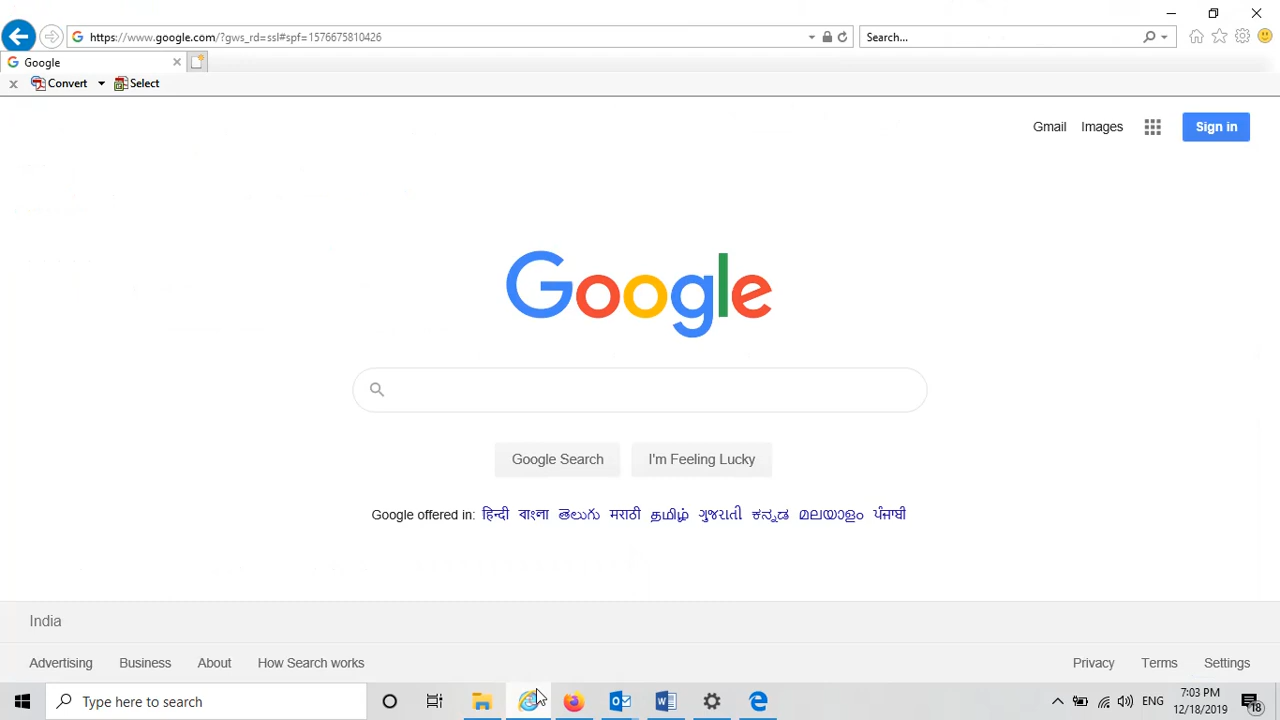 https://www.google.com/?gws_rd=ssl#spf=1576675810426
Search...
Google
Convert
Select
Gmail
Images
Sign in
Google
Google Search
I'm Feeling Lucky
Google offered in: हिन्दी বাংলা తెలుగు मराठी தமிழ் ગુજરાતી ಕನ್ನಡ മലയാളം ਪੰਜਾਬੀ
India
Advertising
Business
About
How Search works
Privacy
Terms
Settings
Type here to search
ENG
7:03 PM
12/18/2019
18